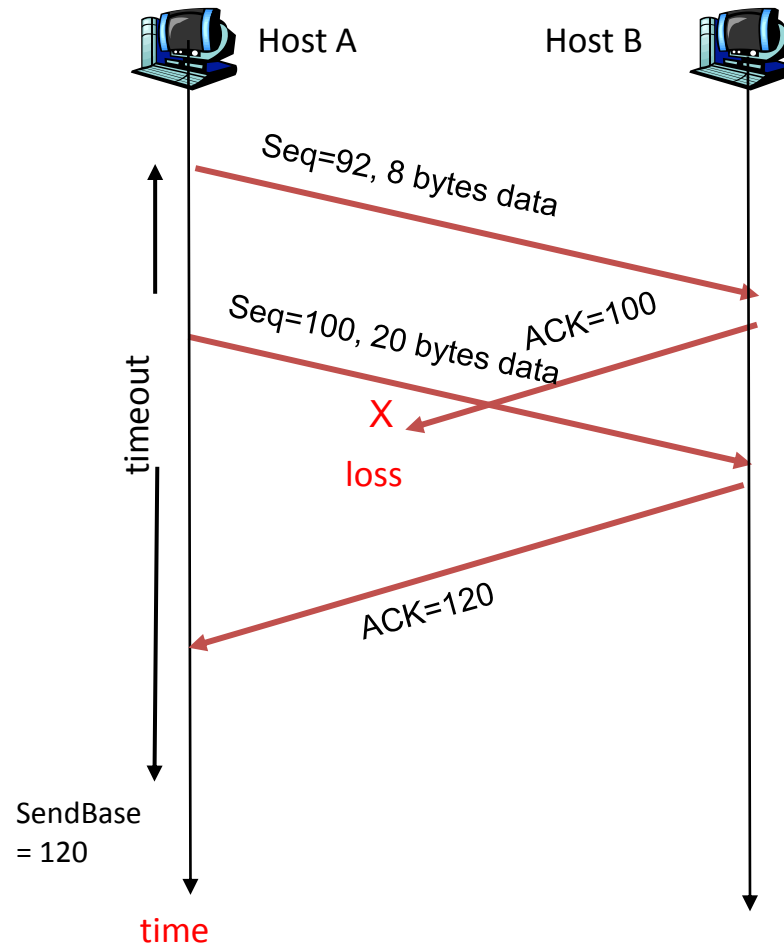 Host A
Host B
Seq=92, 8 bytes data
Seq=100, 20 bytes data
ACK=100
timeout
X
loss
ACK=120
SendBase
= 120
time